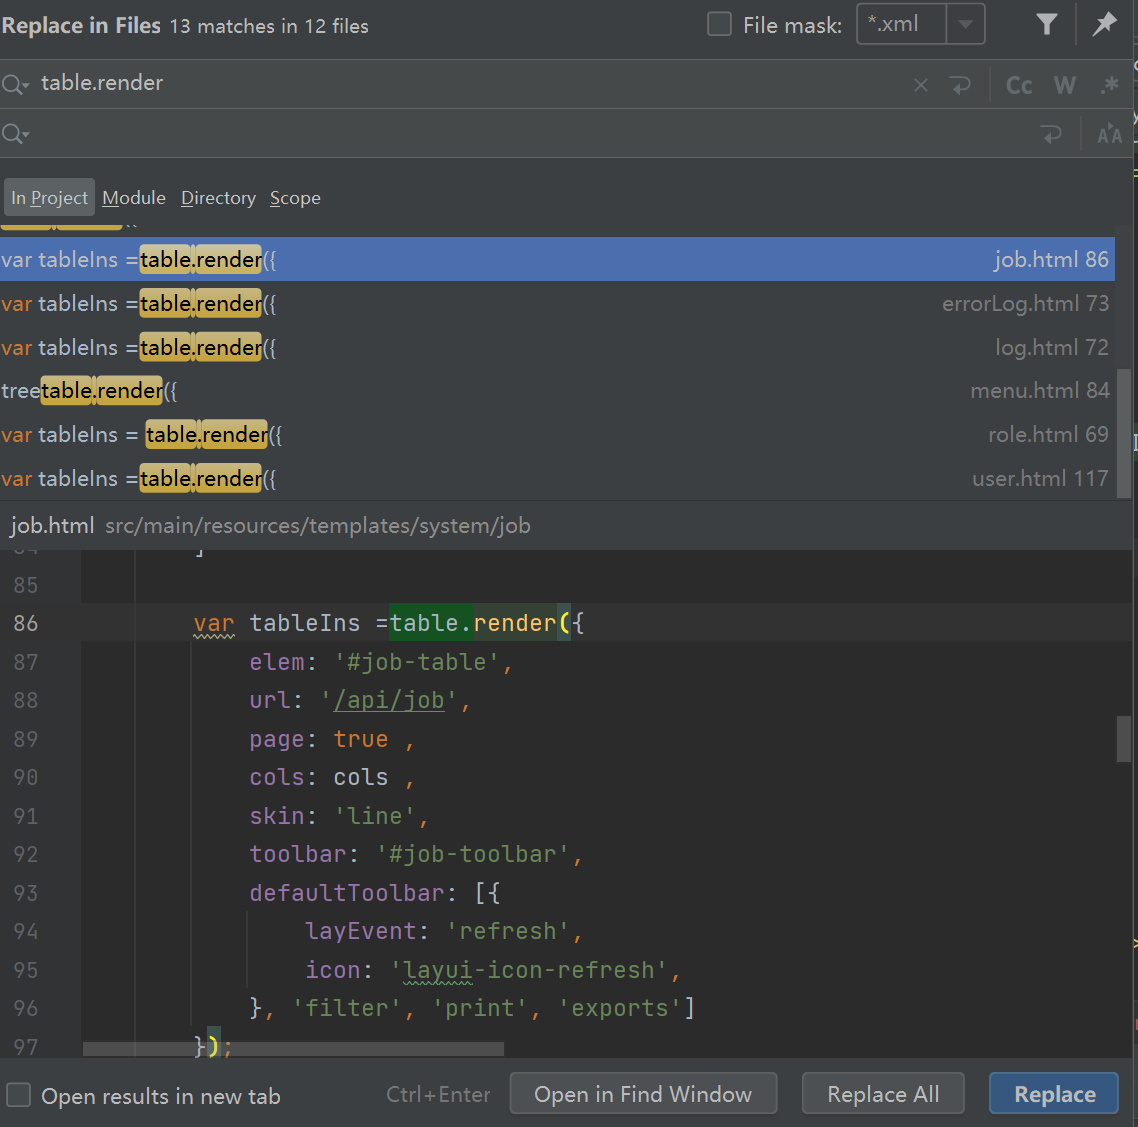 Replace in Files 13 matches in 12 files File mask: *.xml
table.render Cc W .*
In Project Module Directory Scope
var tableIns =table.render({ job.html 86
var tableIns =table.render({ errorLog.html 73
var tableIns =table.render({ log.html 72
treetable.render({ menu.html 84
var tableIns = table.render({ role.html 69
var tableIns =table.render({ user.html 117
job.html src/main/resources/templates/system/job
85
86 var tableIns =table.render({
87 elem: '#job-table',
88 url: '/api/job',
89 page: true ,
90 cols: cols ,
91 skin: 'line',
92 toolbar: '#job-toolbar',
93 defaultToolbar: [{
94 layEvent: 'refresh',
95 icon: 'layui-icon-refresh',
96 }, 'filter', 'print', 'exports']
97 });
Open results in new tab Ctrl+Enter Open in Find Window Replace All Replace